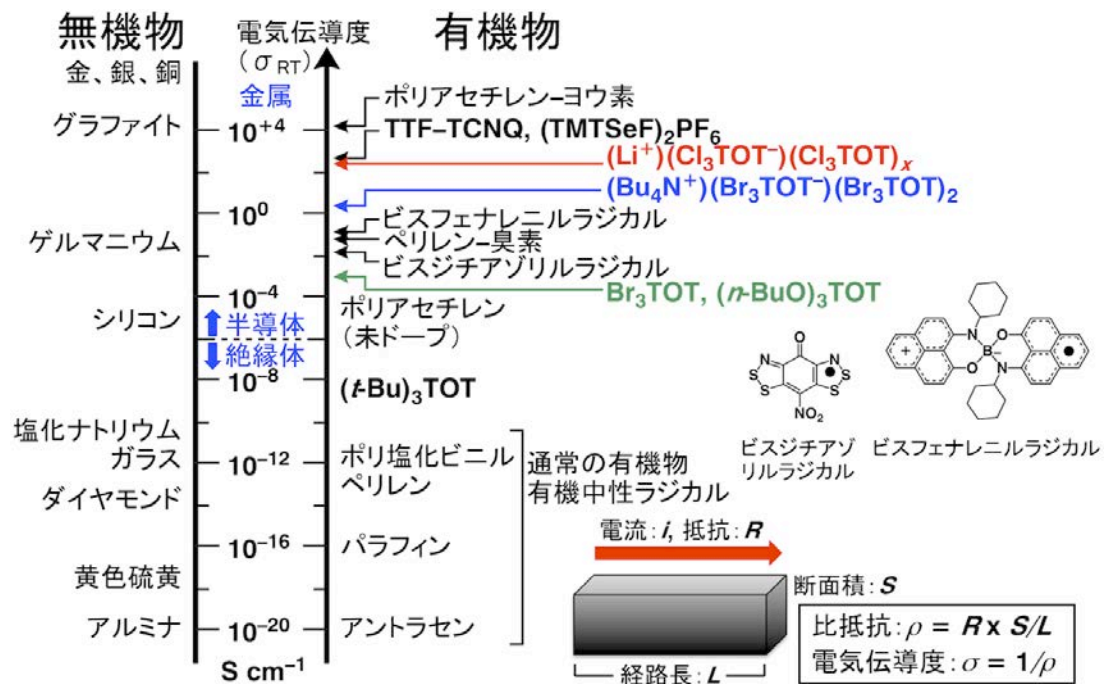 無機物
電気伝導度
(σRT)
有機物
金、銀、銅
金属
グラファイト
10+4
ポリアセチレン–ヨウ素
TTF–TCNQ, (TMTSeF)2PF6
(Li+)(Cl3TOT–)(Cl3TOT)x
(Bu4N+)(Br3TOT–)(Br3TOT)2
100
ゲルマニウム
ビスフェナレニルラジカル
ペリレン–臭素
ビスジチアゾリルラジカル
Br3TOT, (n-BuO)3TOT
10–4
シリコン
半導体
絶縁体
ポリアセチレン
(未ドープ)
10–8
(t-Bu)3TOT
塩化ナトリウム
ガラス
10–12
ポリ塩化ビニル
ペリレン
通常の有機物
有機中性ラジカル
ダイヤモンド
10–16
パラフィン
黄色硫黄
アルミナ
10–20
アントラセン
S cm–1
O
N
N
S
S
S
S
NO2
ビスジチアゾ
リルラジカル
N
O
B
–
O
N
+
ビスフェナレニルラジカル
電流: i, 抵抗: R
断面積: S
経路長: L
比抵抗: ρ = R x S/L
電気伝導度: σ = 1/ρ